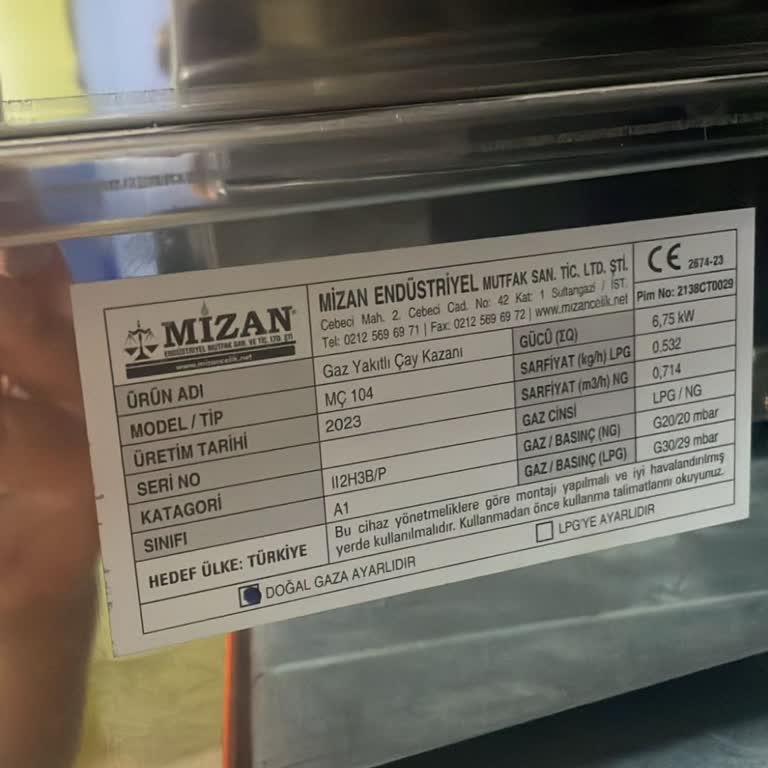 MİZAN
ENDÜSTRİYEL MUTFAK SAN. VE TİC. LTD. ŞTİ.
www.mizancelik.net
MİZAN ENDÜSTRİYEL MUTFAK SAN. TİC. LTD. ŞTİ.
Cebeci Mah. 2. Cebeci Cad. No: 42 Kat: 1 Sultangazi / İST.
Tel: 0212 569 69 71 | Fax: 0212 569 69 72 | www.mizancelik.net
CE 2674-23
Pim No: 2138CT0029
ÜRÜN ADI Gaz Yakıtlı Çay Kazanı GÜCÜ (ΣQ) 6,75 kW
MODEL / TİP MÇ 104 SARFİYAT (kg/h) LPG 0.532
ÜRETİM TARİHİ 2023 SARFİYAT (m3/h) NG 0,714
SERİ NO GAZ CİNSİ LPG / NG
KATAGORİ II2H3B/P GAZ / BASINÇ (NG) G20/20 mbar
SINIFI A1 GAZ / BASINÇ (LPG) G30/29 mbar
HEDEF ÜLKE: TÜRKİYE
Bu cihaz yönetmeliklere göre montajı yapılmalı ve iyi havalandırılmış
yerde kullanılmalıdır. Kullanmadan önce kullanma talimatlarını okuyunuz.
DOĞAL GAZA AYARLIDIR LPG'YE AYARLIDIR